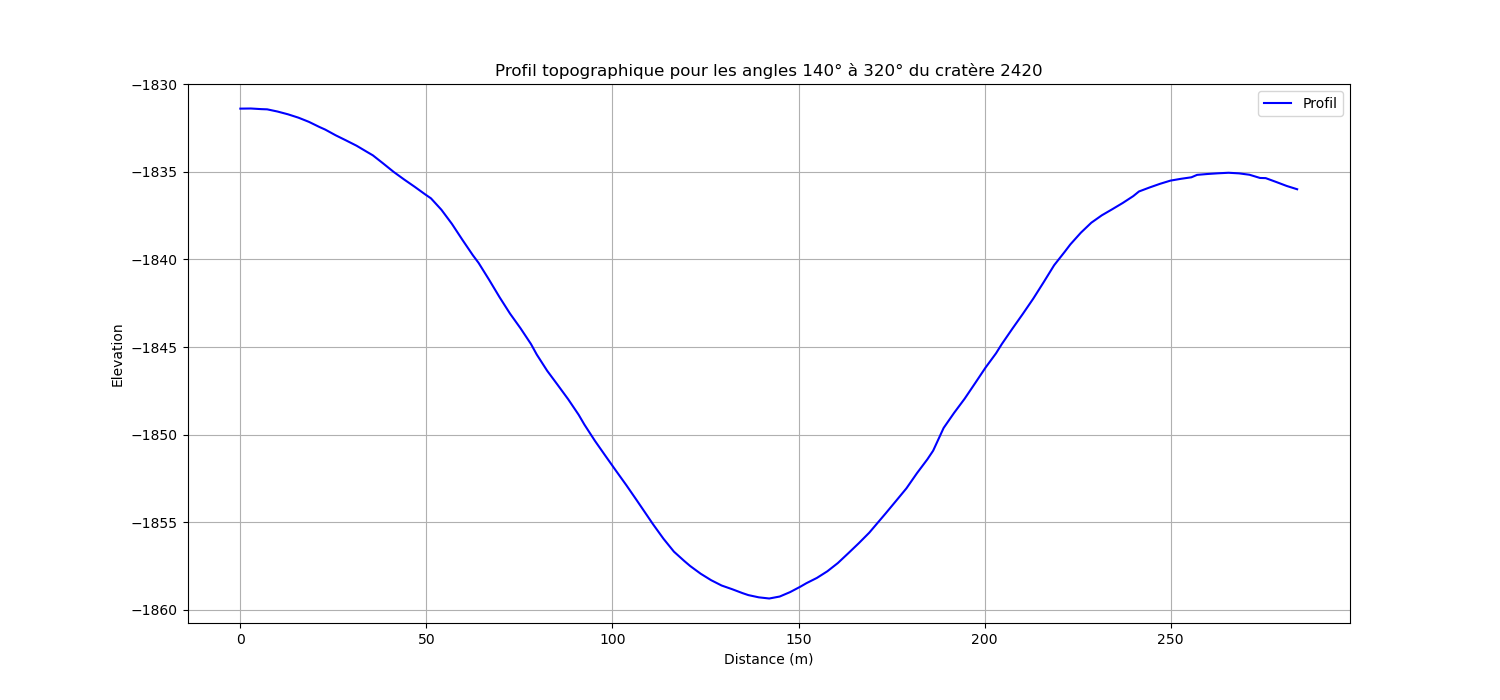 Profil topographique pour les angles 140° à 320° du cratère 2420
Profil
−1830
−1835
−1840
−1845
−1850
−1855
−1860
Elevation
0 50 100 150 200 250
Distance (m)